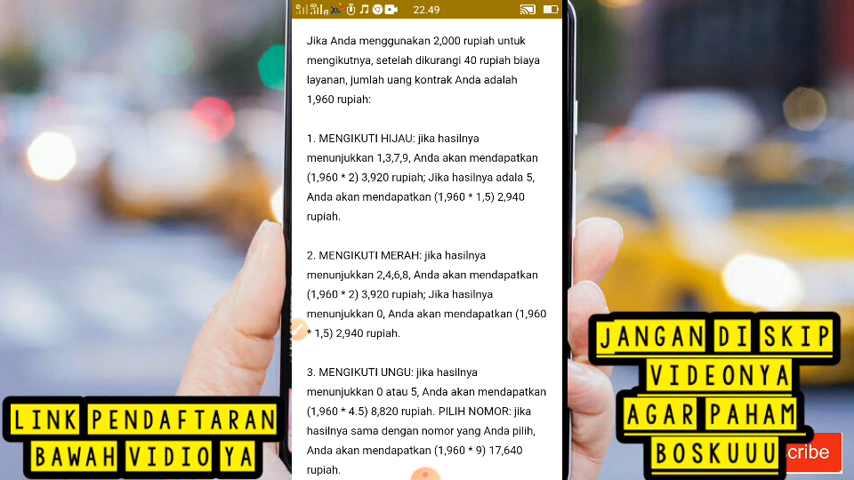 22.49
Jika Anda menggunakan 2,000 rupiah untuk
mengikutnya, setelah dikurangi 40 rupiah biaya
layanan, jumlah uang kontrak Anda adalah
1,960 rupiah:
1. MENGIKUTI HIJAU: jika hasilnya
menunjukkan 1,3,7,9, Anda akan mendapatkan
(1,960 * 2) 3,920 rupiah; Jika hasilnya adala 5,
Anda akan mendapatkan (1,960 * 1,5) 2,940
rupiah.
2. MENGIKUTI MERAH: jika hasilnya
menunjukkan 2,4,6,8, Anda akan mendapatkan
(1,960 * 2) 3,920 rupiah; Jika hasilnya
menunjukkan 0, Anda akan mendapatkan (1,960
* 1,5) 2,940 rupiah.
3. MENGIKUTI UNGU: jika hasilnya
menunjukkan 0 atau 5, Anda akan mendapatkan
(1,960 * 4.5) 8,820 rupiah. PILIH NOMOR: jika
hasilnya sama dengan nomor yang Anda pilih,
Anda akan mendapatkan (1,960 * 9) 17,640
rupiah.
LINK PENDAFTARAN
BAWAH VIDIO YA
JANGAN DI SKIP
VIDEONYA
AGAR PAHAM
BOSKUUU
cribe